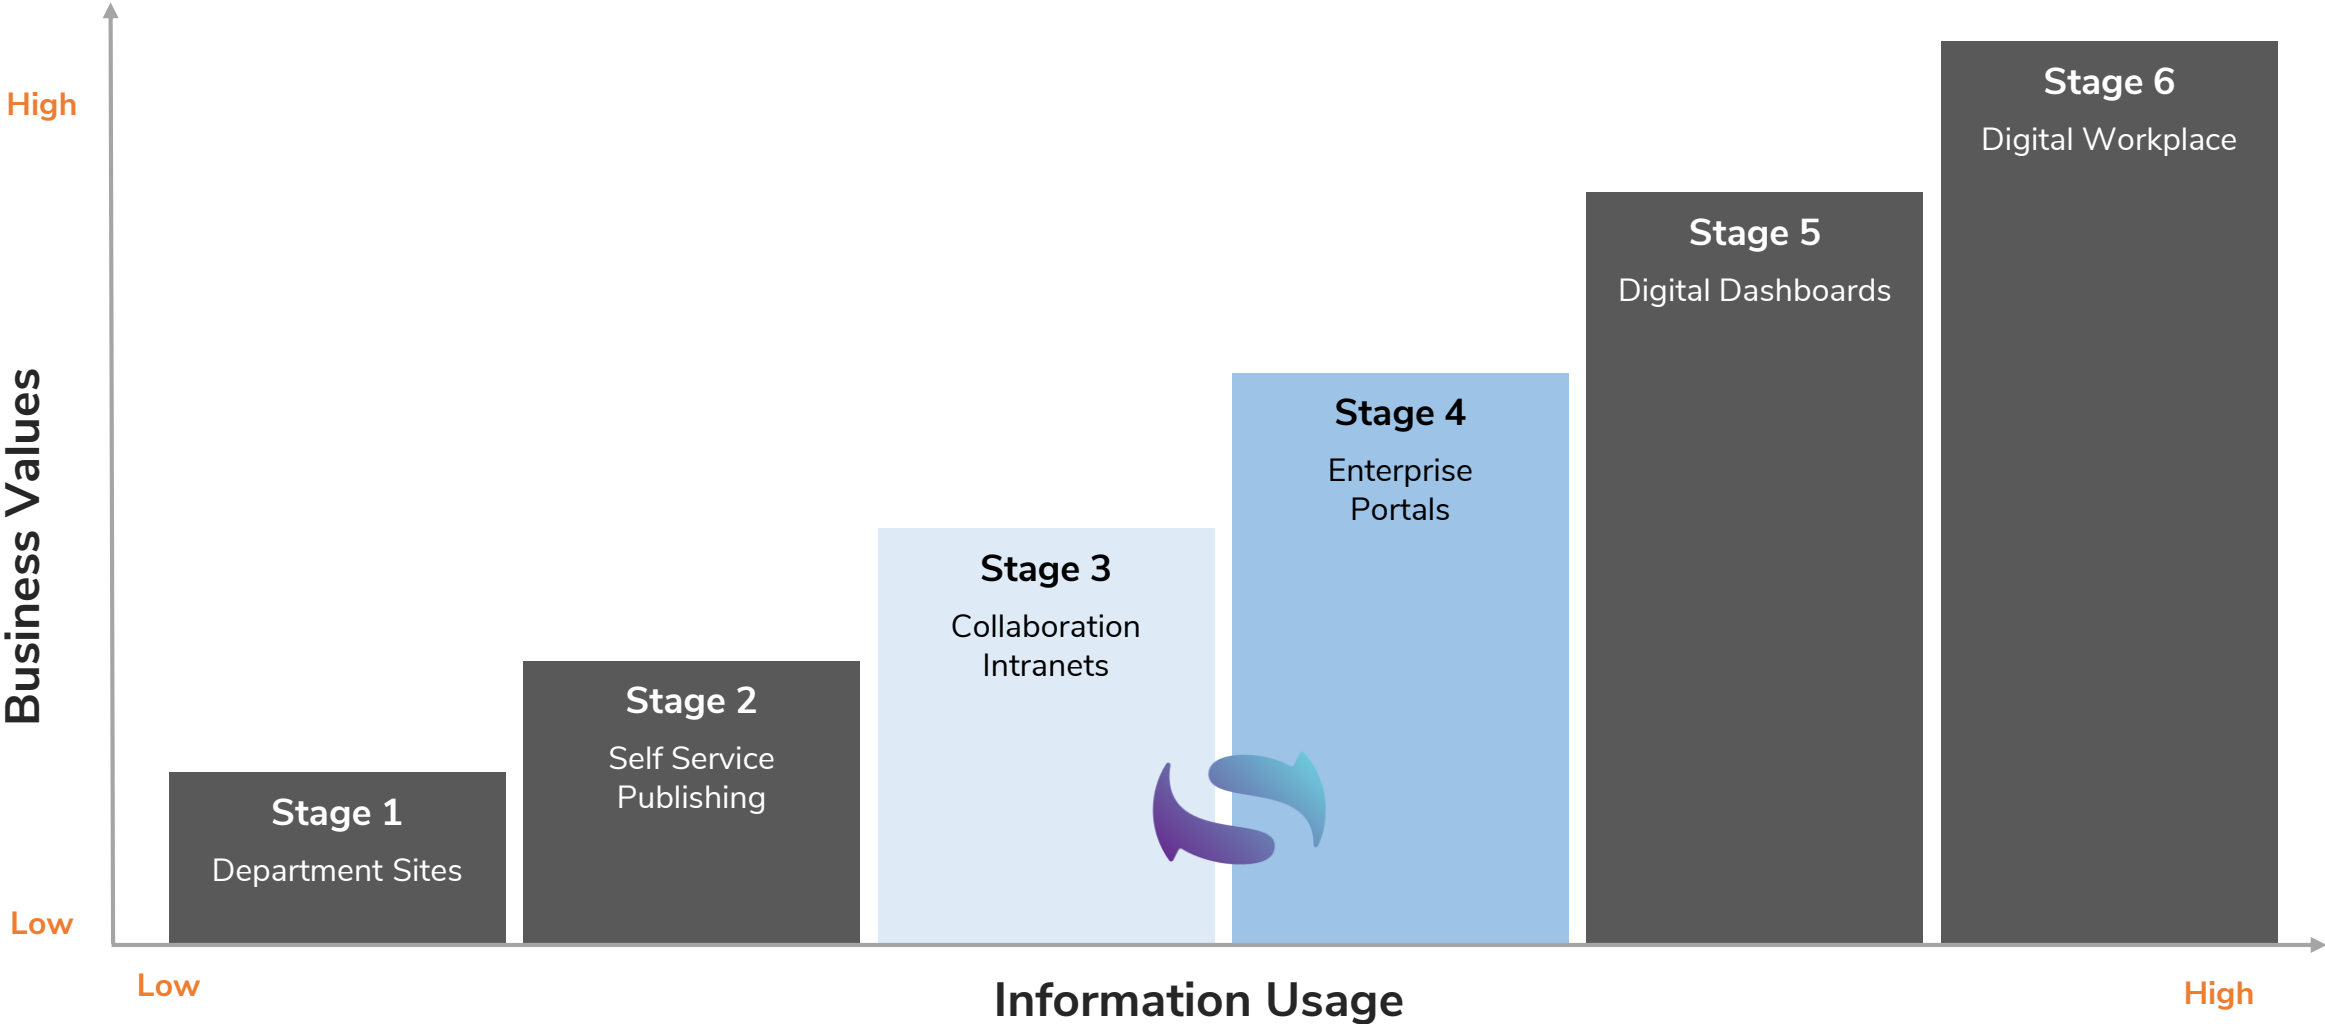 High
Business Values
Low
Stage 1
Department Sites
Stage 2
Self Service
Publishing
Stage 3
Collaboration
Intranets
Stage 4
Enterprise
Portals
Stage 5
Digital Dashboards
Stage 6
Digital Workplace
Low
Information Usage
High